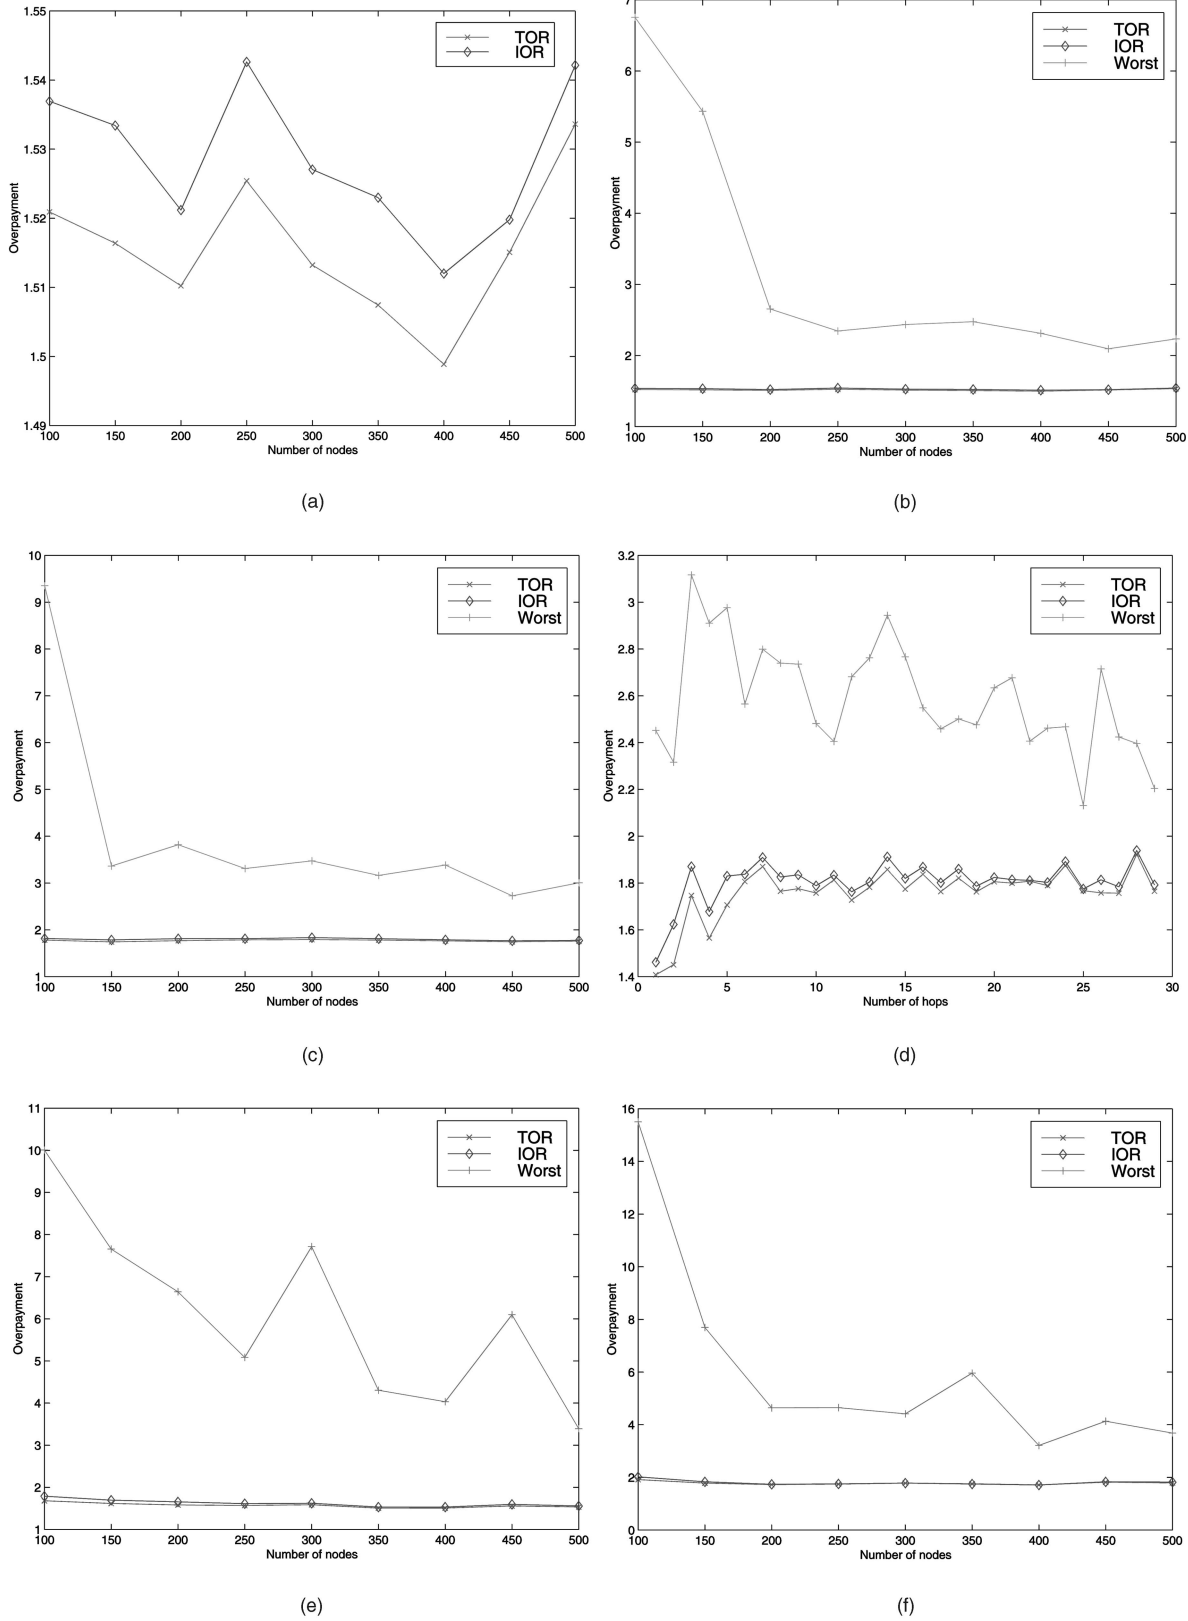 1.55
1.54
1.53
1.52
1.51
1.5
1.49
Overpayment
TOR
IOR
100 150 200 250 300 350 400 450 500
Number of nodes
(a)
7
6
5
4
3
2
1
Overpayment
TOR
IOR
Worst
100 150 200 250 300 350 400 450 500
Number of nodes
(b)
10
9
8
7
6
5
4
3
2
1
Overpayment
TOR
IOR
Worst
100 150 200 250 300 350 400 450 500
Number of nodes
(c)
3.2
3
2.8
2.6
2.4
2.2
2
1.8
1.6
1.4
Overpayment
TOR
IOR
Worst
0 5 10 15 20 25 30
Number of hops
(d)
11
10
9
8
7
6
5
4
3
2
1
Overpayment
TOR
IOR
Worst
100 150 200 250 300 350 400 450 500
Number of nodes
(e)
16
14
12
10
8
6
4
2
0
Overpayment
TOR
IOR
Worst
100 150 200 250 300 350 400 450 500
Number of nodes
(f)